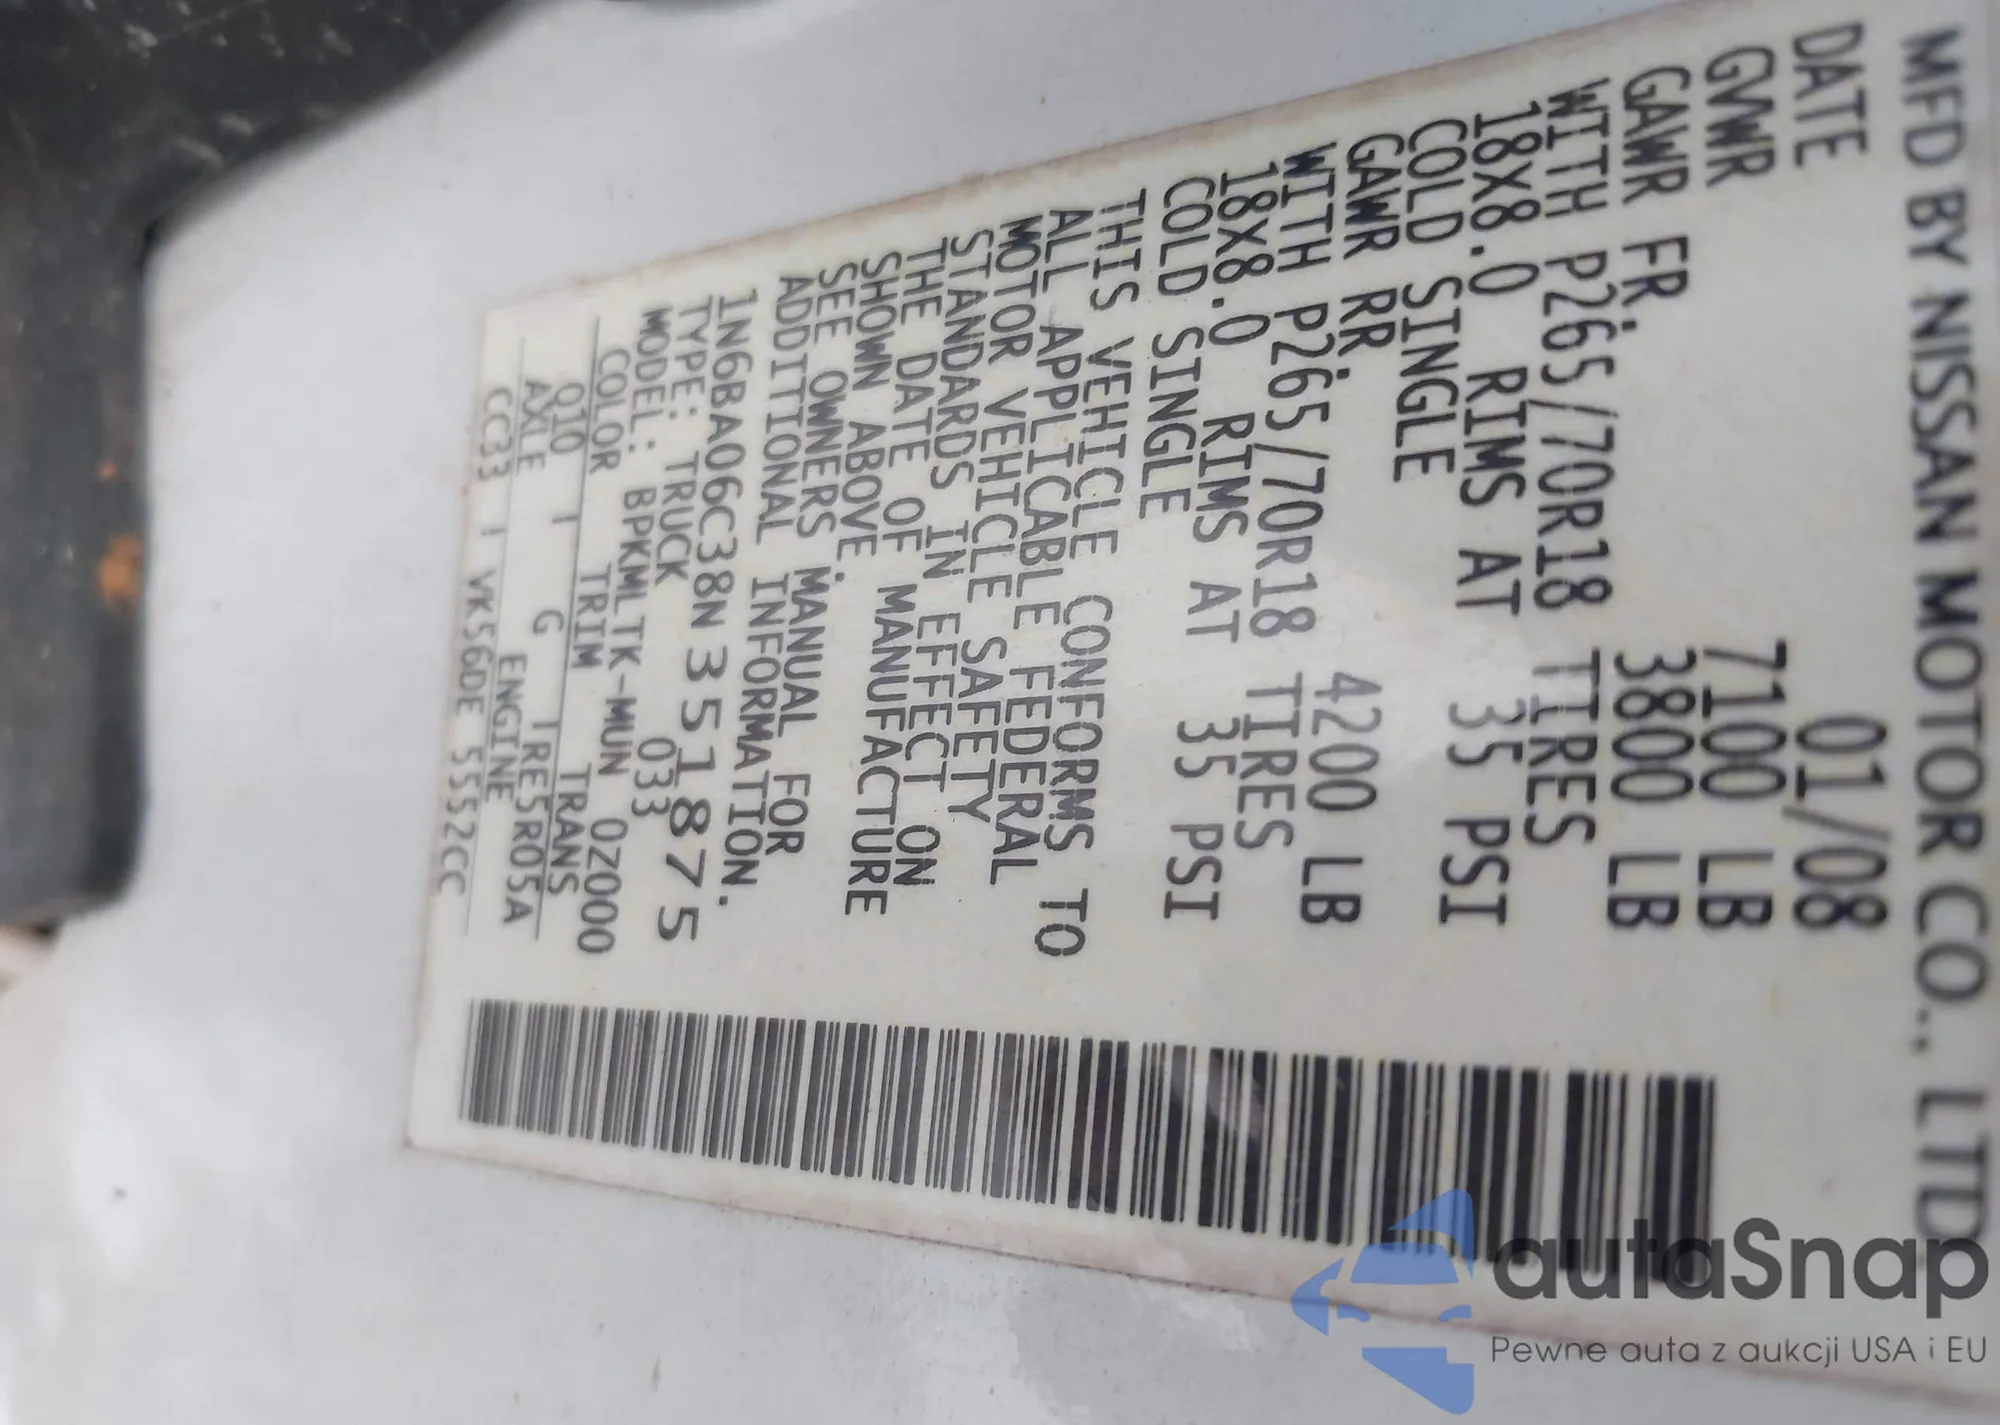 MFD BY NISSAN MOTOR CO., LTD.
DATE 01/08
GVWR 7100 LB
GAWR FR. 3800 LB
WITH P265/70R18 TIRES
18X8.0 RIMS AT 35 PSI
COLD SINGLE
GAWR RR. 4200 LB
WITH P265/70R18 TIRES
18X8.0 RIMS AT 35 PSI
COLD SINGLE
THIS VEHICLE CONFORMS TO
ALL APPLICABLE FEDERAL
MOTOR VEHICLE SAFETY
STANDARDS IN EFFECT ON
THE DATE OF MANUFACTURE
SHOWN ABOVE.
SEE OWNERS MANUAL FOR
ADDITIONAL INFORMATION.
1N6BA06C38N351875
TYPE: TRUCK 033
MODEL: BPKMLTK-MUN 0Z000
COLOR TRIM TRANS
Q10 G RE5R05A
AXLE ENGINE
CC33 VK56DE 5552CC
autaSnap
Pewne auta z aukcji USA i EU